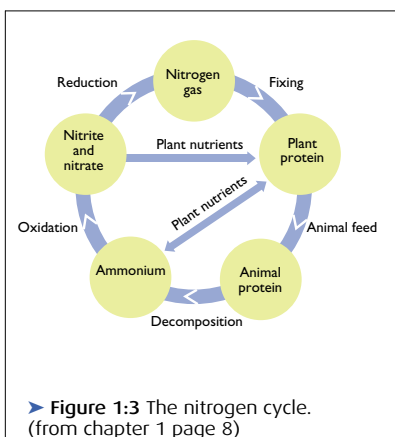 Reduction
Nitrogen
gas
Fixing
Nitrite
and
nitrate
Plant nutrients
Plant
protein
Plant nutrients
Oxidation
Animal feed
Ammonium
Animal
protein
Decomposition
➤ Figure 1:3 The nitrogen cycle.
(from chapter 1 page 8)